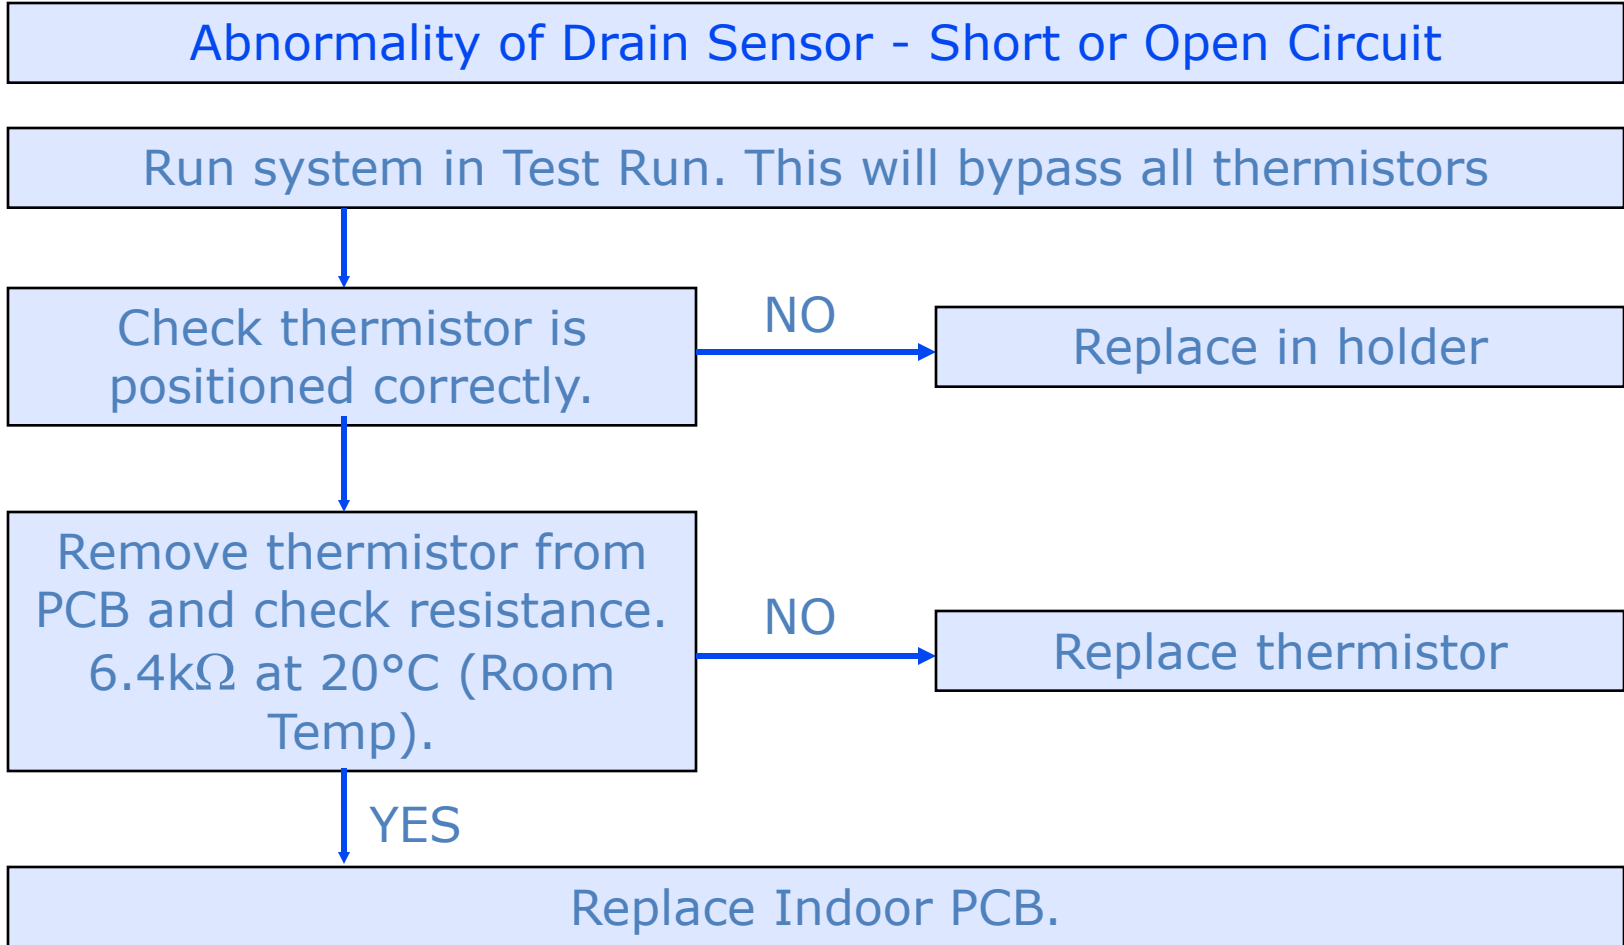 Abnormality of Drain Sensor - Short or Open Circuit
Run system in Test Run. This will bypass all thermistors
Check thermistor is
positioned correctly.
NO
Replace in holder
Remove thermistor from
PCB and check resistance.
6.4kΩ at 20°C (Room
Temp).
NO
Replace thermistor
YES
Replace Indoor PCB.